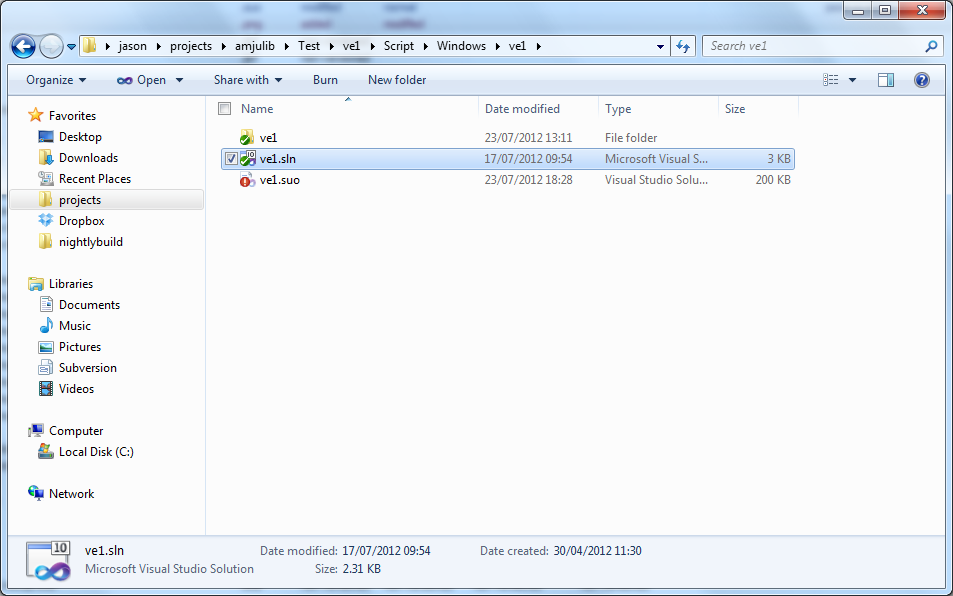 jason projects amjulib Test ve1 Script Windows ve1 Search ve1
Organize Open Share with Burn New folder
Favorites
Desktop
Downloads
Recent Places
projects
Dropbox
nightlybuild
Libraries
Documents
Music
Pictures
Subversion
Videos
Computer
Local Disk (C:)
Network
Name Date modified Type Size
ve1 23/07/2012 13:11 File folder
ve1.sln 17/07/2012 09:54 Microsoft Visual S... 3 KB
ve1.suo 23/07/2012 18:28 Visual Studio Solu... 200 KB
10
ve1.sln Date modified: 17/07/2012 09:54 Date created: 30/04/2012 11:30
Microsoft Visual Studio Solution Size: 2.31 KB